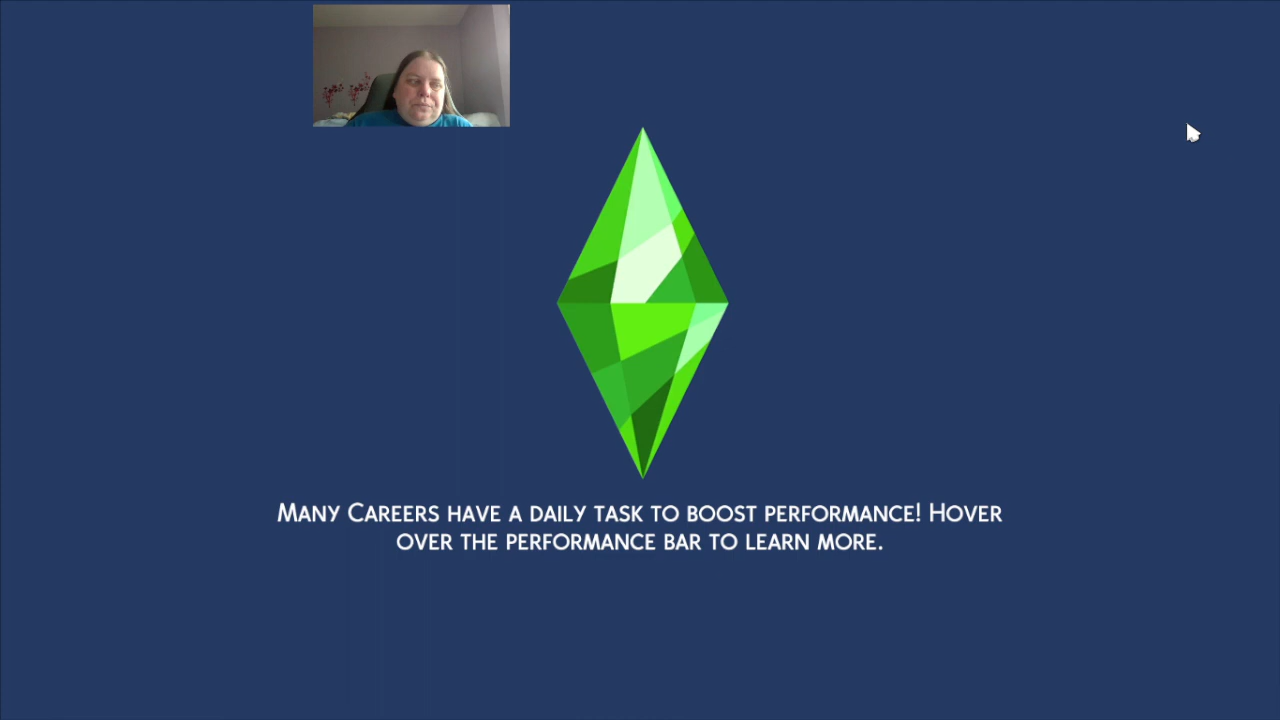 Many Careers have a daily task to boost performance! Hover
over the performance bar to learn more.